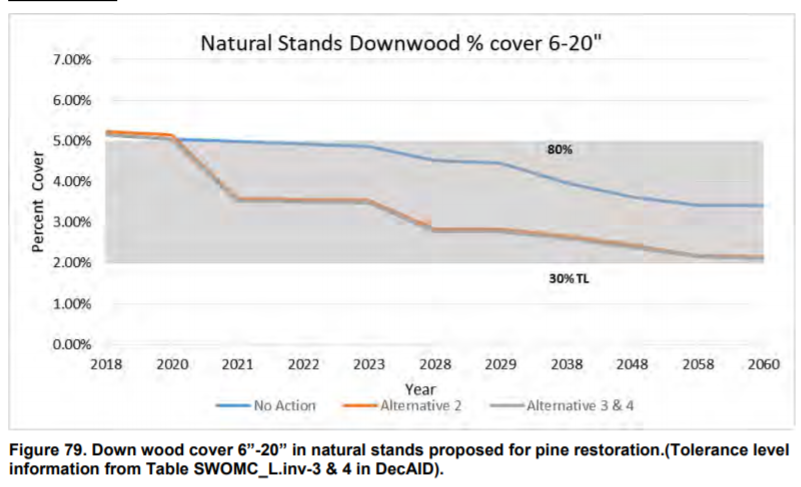 Natural Stands Downwood % cover 6-20"
7.00%
6.00%
5.00%
4.00%
3.00%
2.00%
1.00%
0.00%
Percent Cover
80%
30% TL
2018 2020 2021 2022 2023 2028 2029 2038 2048 2058 2060
Year
No Action Alternative 2 Alternative 3 & 4
Figure 79. Down wood cover 6”-20” in natural stands proposed for pine restoration.(Tolerance level
information from Table SWOMC_L.inv-3 & 4 in DecAID).